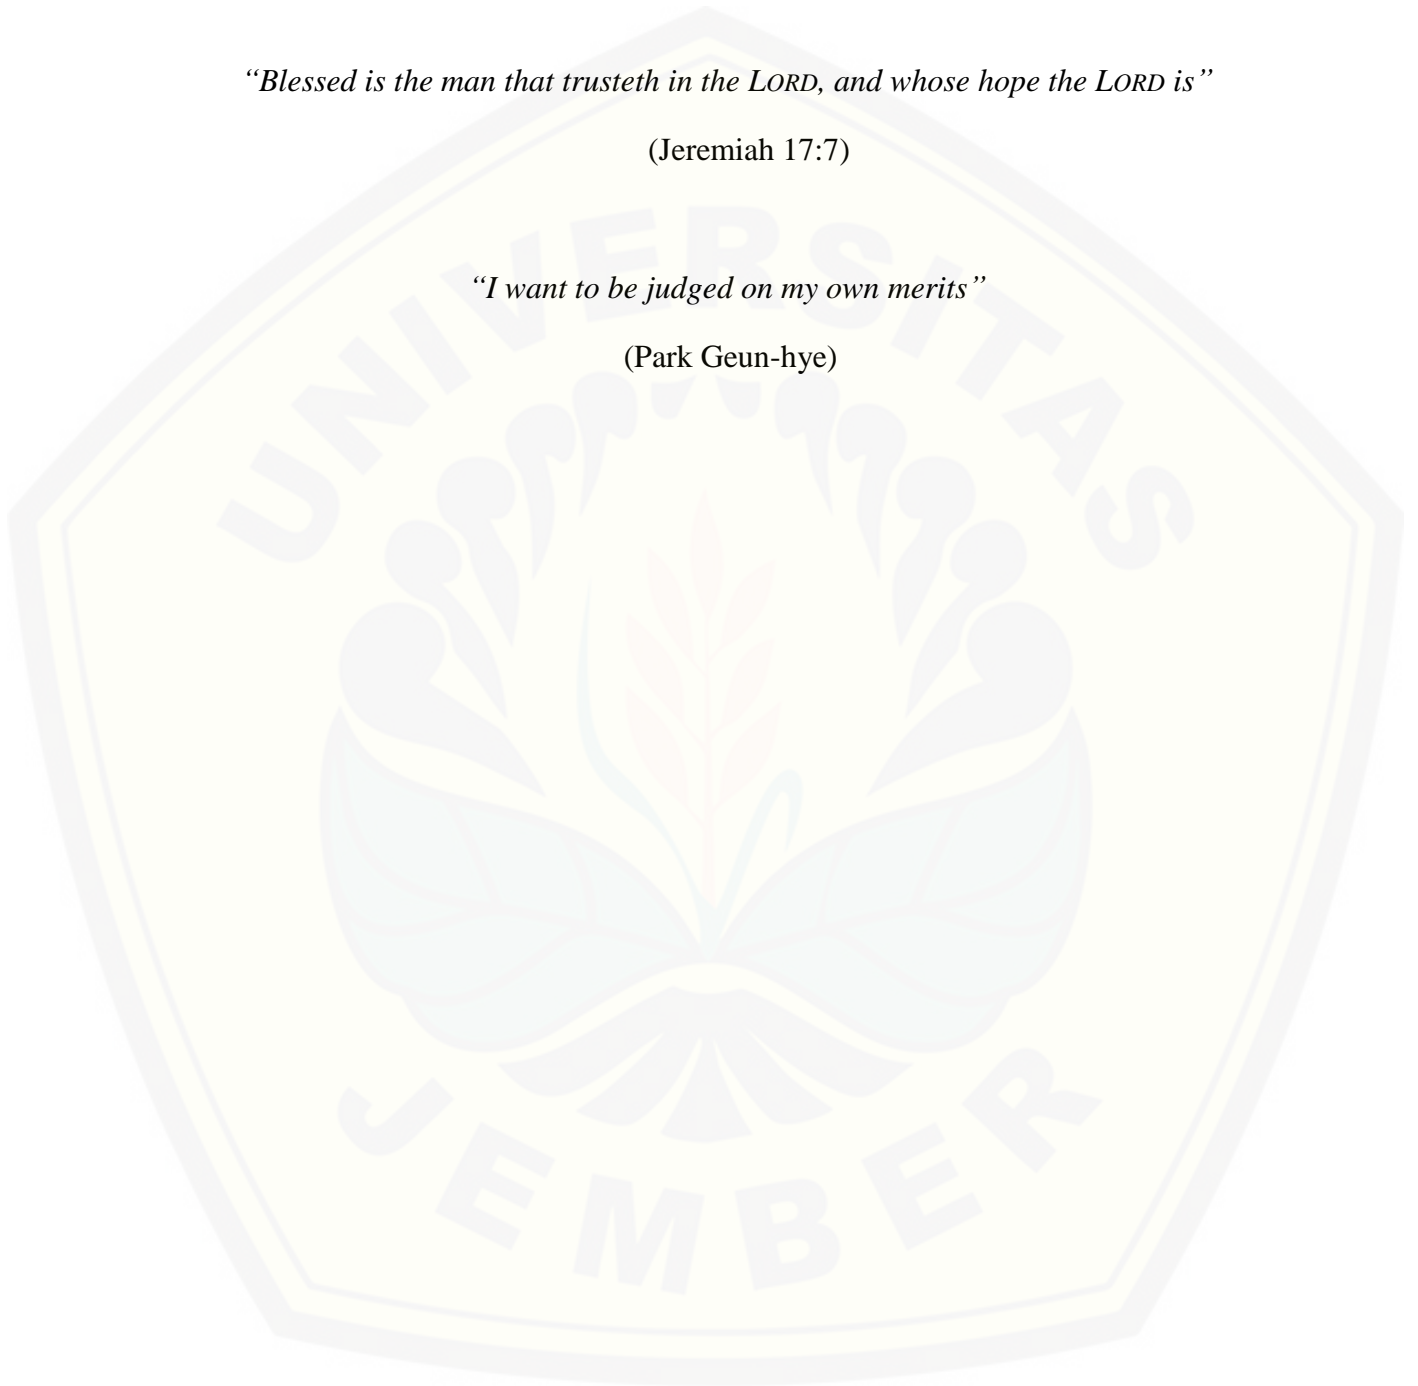 “Blessed is the man that trusteth in the LORD, and whose hope the LORD is”
(Jeremiah 17:7)
“I want to be judged on my own merits”
(Park Geun-hye)
UNIVERSITAS
JEMBER